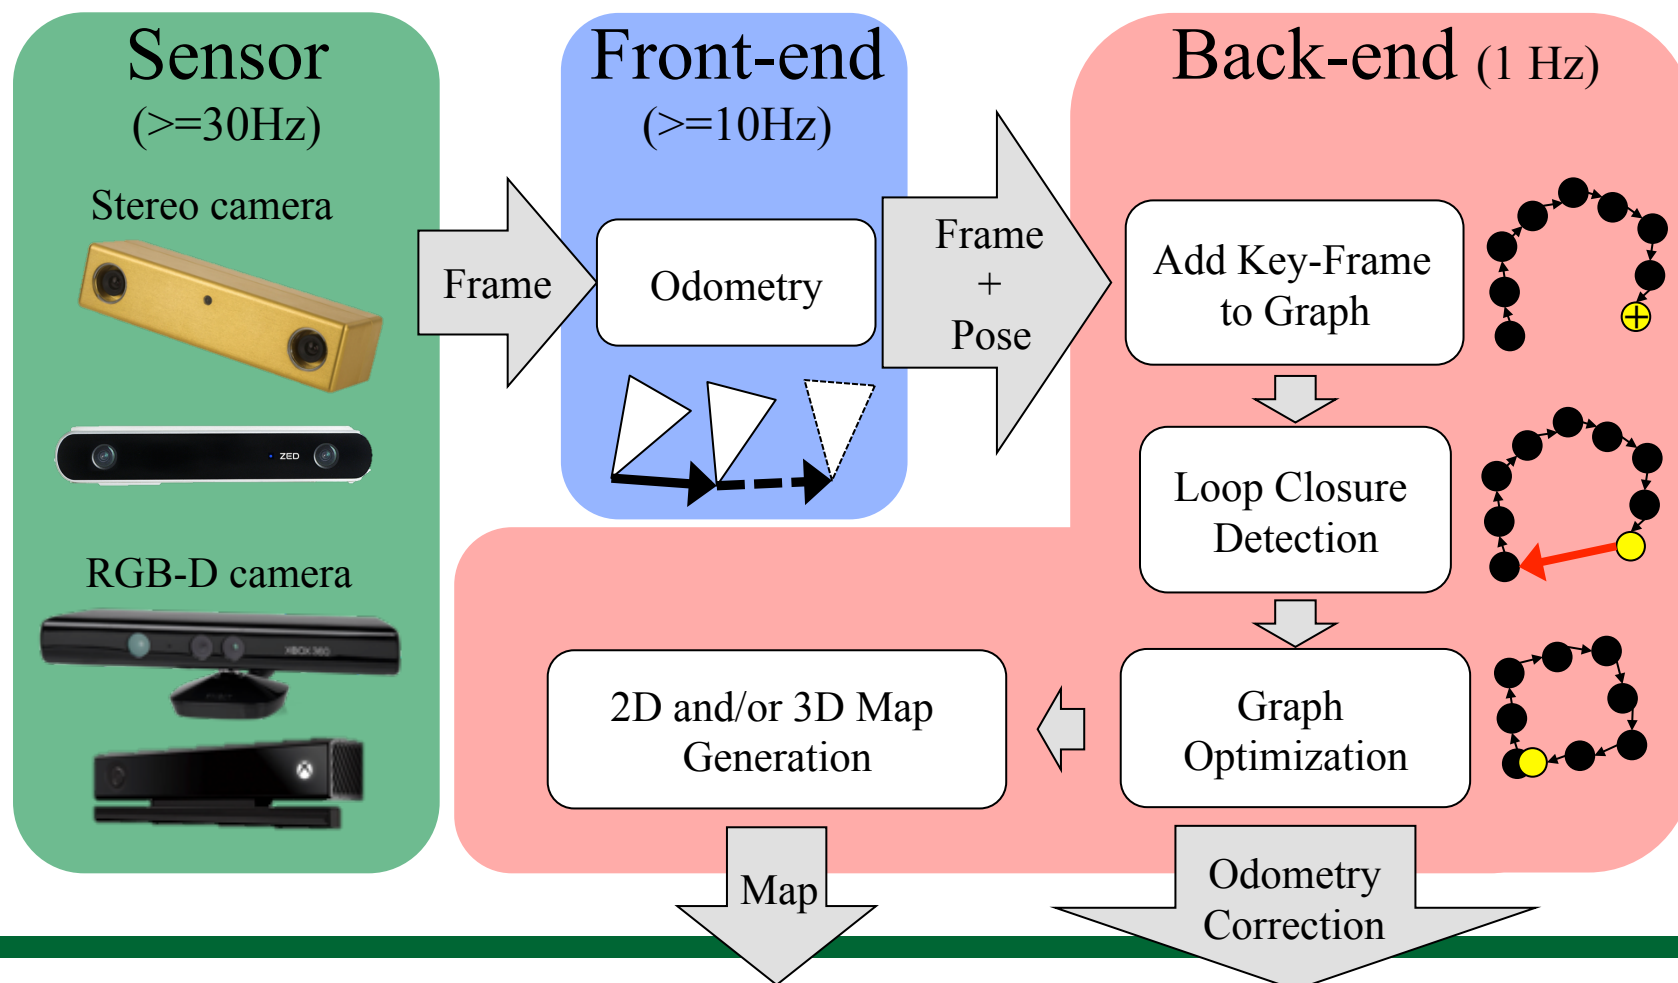 Sensor
(>=30Hz)
Stereo camera
ZED
RGB-D camera
XBOX 360
Frame
Front-end
(>=10Hz)
Odometry
Frame
+
Pose
Back-end (1 Hz)
Add Key-Frame
to Graph
Loop Closure
Detection
Graph
Optimization
2D and/or 3D Map
Generation
Map
Odometry
Correction